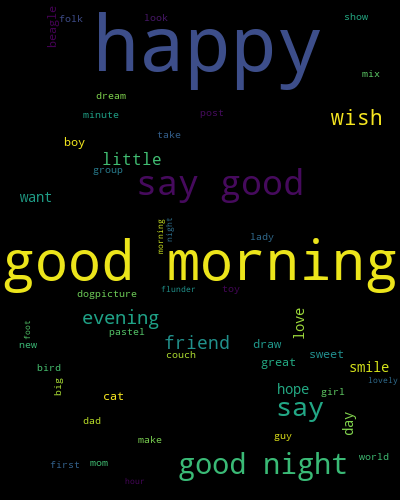 happy
beagle
folk
look
show
mix
dream
minute
post
wish
take
boy
little
group
say good
want
morning
night
lady
good morning
flunder
toy
dogpicture
evening
love
foot
pastel
friend
draw
new
couch
sweet
great
smile
bird
big
lovely
hope
girl
cat
say
day
dad
guy
make
good night
world
first
mom
hour